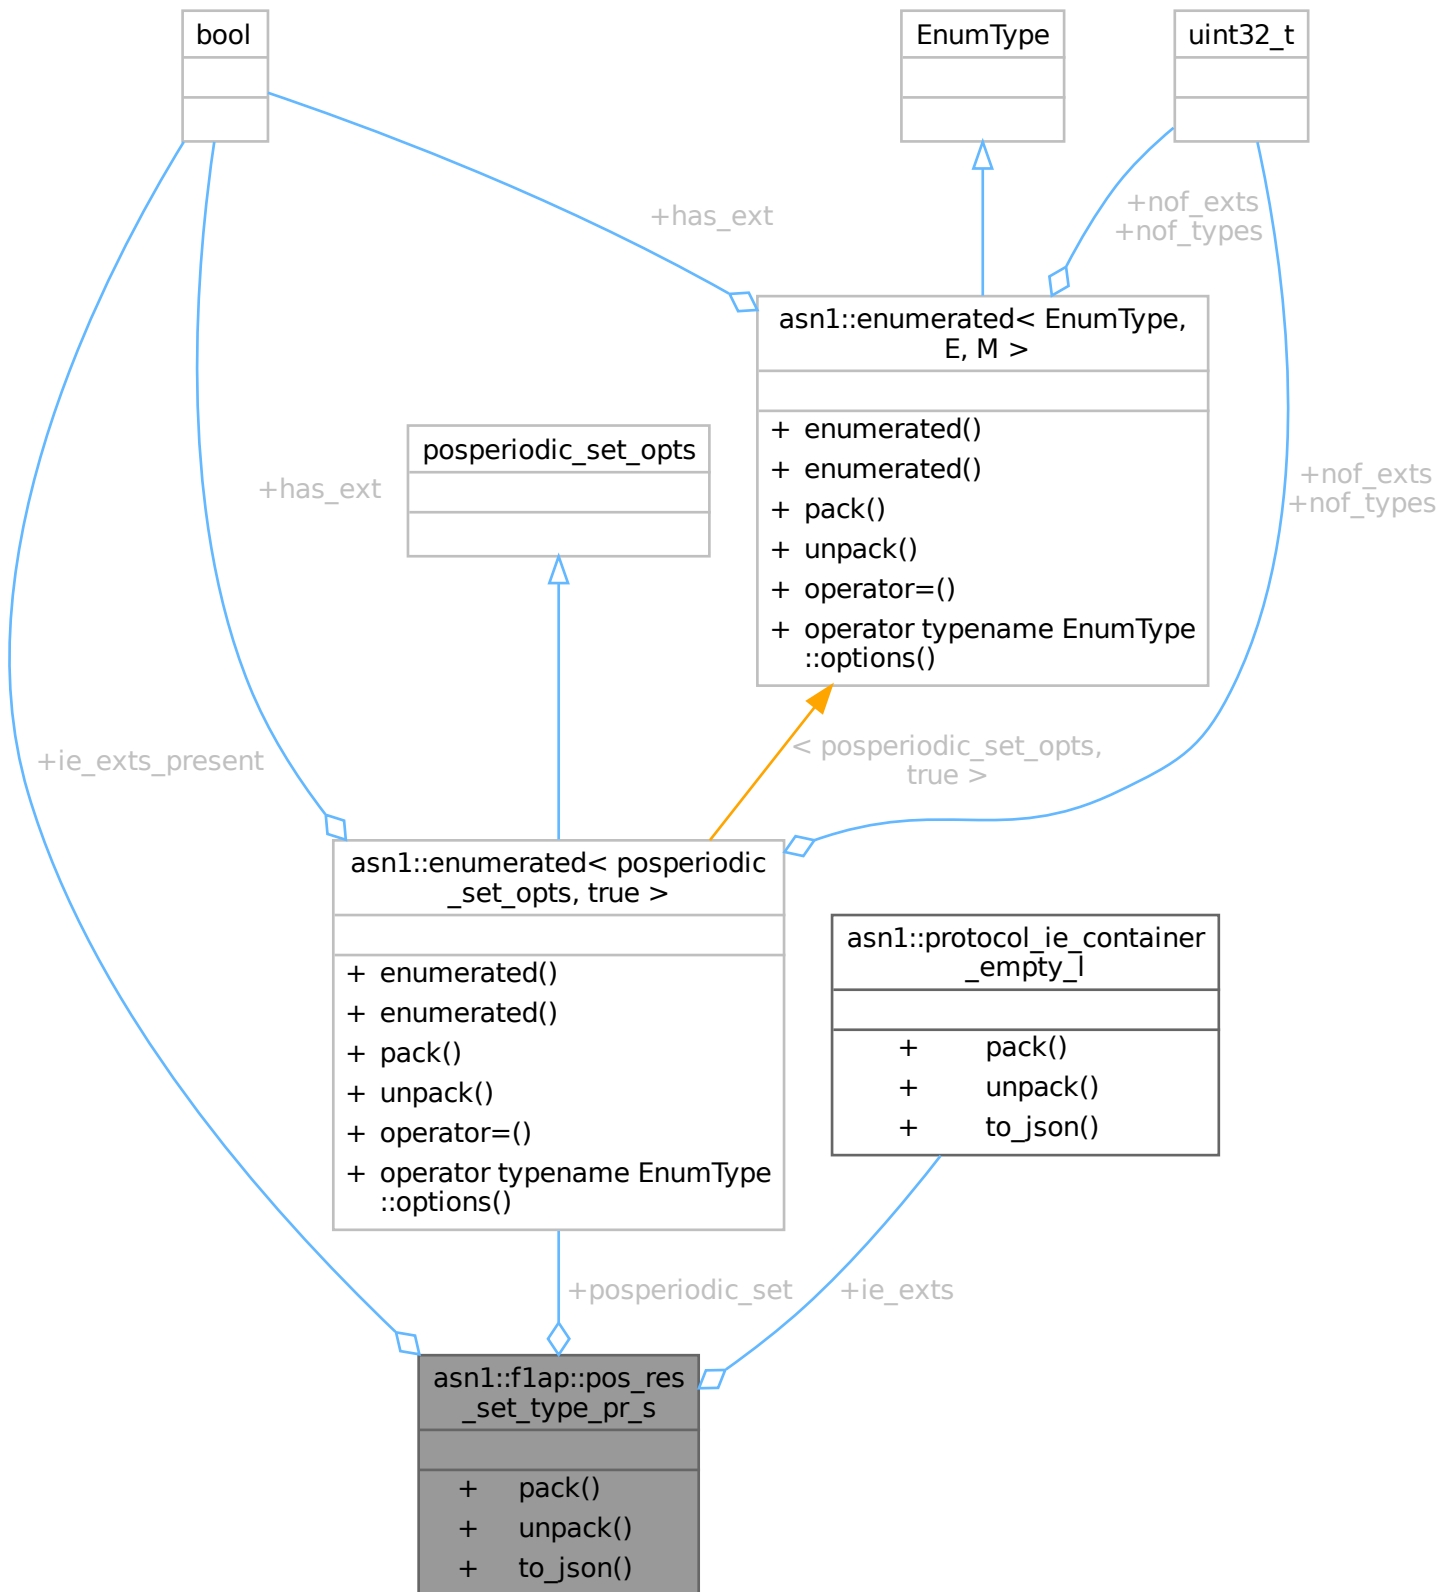 bool
EnumType
uint32_t
+has_ext
+nof_exts
+nof_types
asn1::enumerated< EnumType,
E, M >
+ enumerated()
+ enumerated()
+ pack()
+ unpack()
+ operator=()
+ operator typename EnumType
::options()
posperiodic_set_opts
+has_ext
+nof_exts
+nof_types
+ie_exts_present
< posperiodic_set_opts,
true >
asn1::enumerated< posperiodic
_set_opts, true >
+ enumerated()
+ enumerated()
+ pack()
+ unpack()
+ operator=()
+ operator typename EnumType
::options()
asn1::protocol_ie_container
_empty_l
+ pack()
+ unpack()
+ to_json()
+posperiodic_set
+ie_exts
asn1::f1ap::pos_res
_set_type_pr_s
+ pack()
+ unpack()
+ to_json()